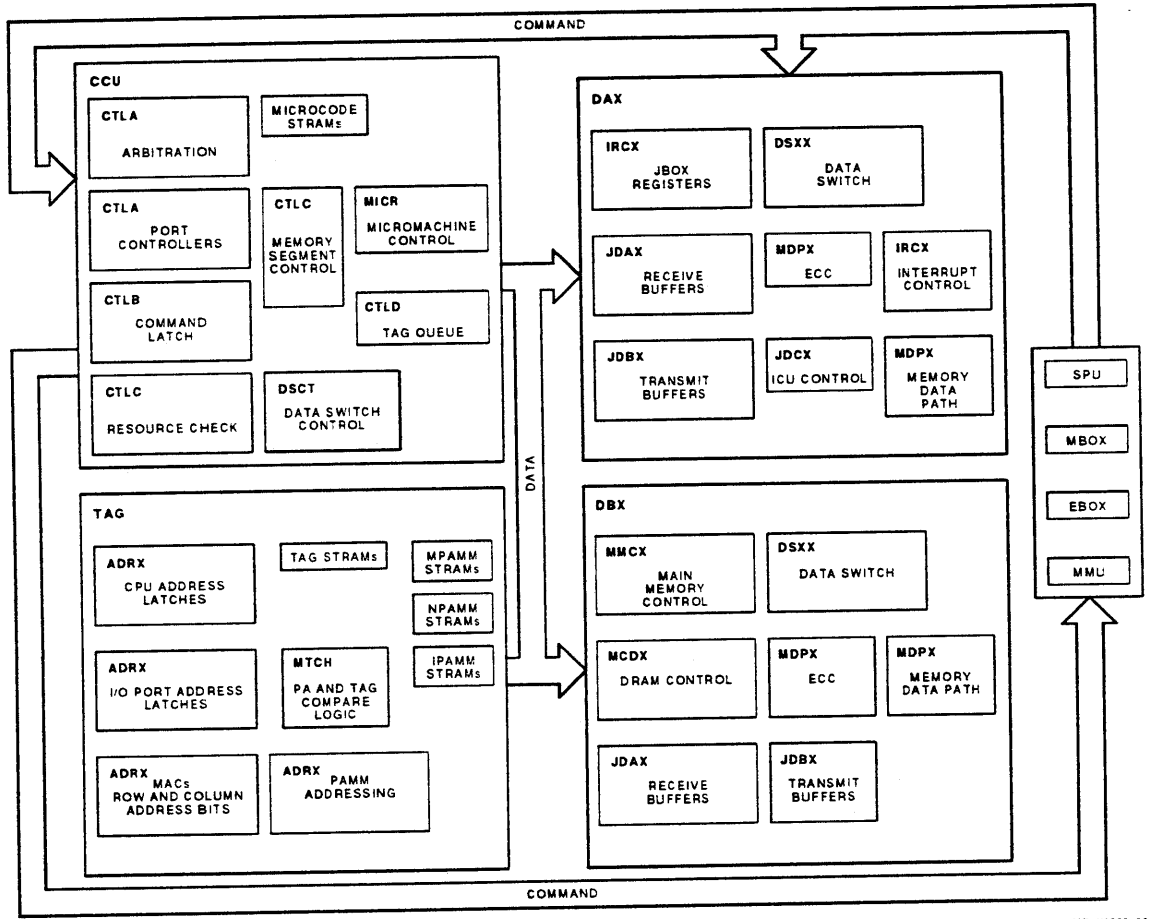 COMMAND
CCU
CTLA
ARBITRATION
MICROCODE
STRAMs
CTLA
PORT
CONTROLLERS
CTLC
MEMORY
SEGMENT
CONTROL
MICR
MICROMACHINE
CONTROL
CTLB
COMMAND
LATCH
CTLD
TAG QUEUE
CTLC
RESOURCE CHECK
DSCT
DATA SWITCH
CONTROL
DAX
IRCX
JBOX
REGISTERS
DSXX
DATA
SWITCH
JDAX
RECEIVE
BUFFERS
MDPX
ECC
IRCX
INTERRUPT
CONTROL
JDBX
TRANSMIT
BUFFERS
JDCX
ICU CONTROL
MDPX
MEMORY
DATA
PATH
SPU
MBOX
EBOX
MMU
DATA
TAG
ADRX
CPU ADDRESS
LATCHES
TAG STRAMs
MPAMM
STRAMs
NPAMM
STRAMs
ADRX
I/O PORT ADDRESS
LATCHES
MTCH
PA AND TAG
COMPARE
LOGIC
IPAMM
STRAMs
ADRX
MACs
ROW AND COLUMN
ADDRESS BITS
ADRX
PAMM
ADDRESSING
DBX
MMCX
MAIN
MEMORY
CONTROL
DSXX
DATA SWITCH
MCDX
DRAM CONTROL
MDPX
ECC
MDPX
MEMORY
DATA PATH
JDAX
RECEIVE
BUFFERS
JDBX
TRANSMIT
BUFFERS
COMMAND